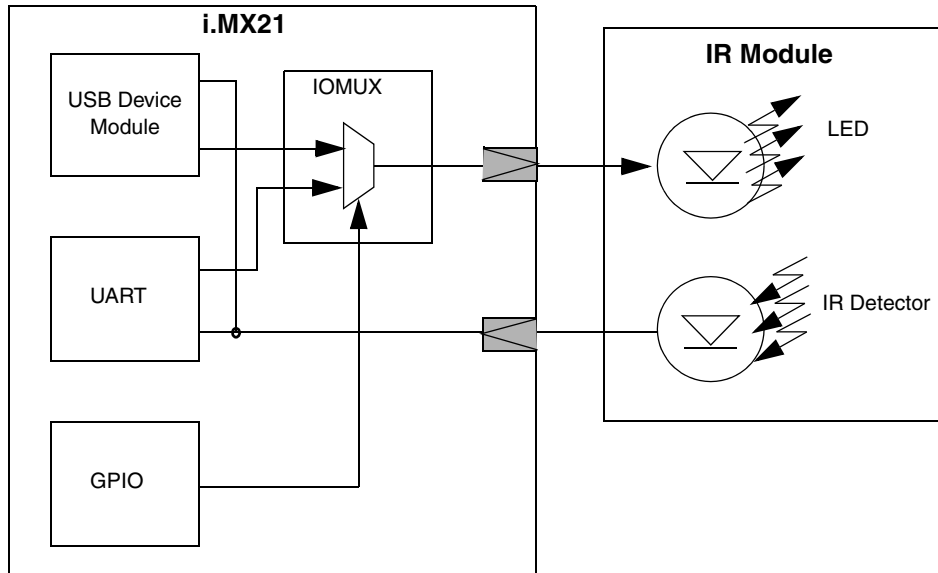 i.MX21
USB Device
Module
IOMUX
UART
GPIO
IR Module
LED
IR Detector